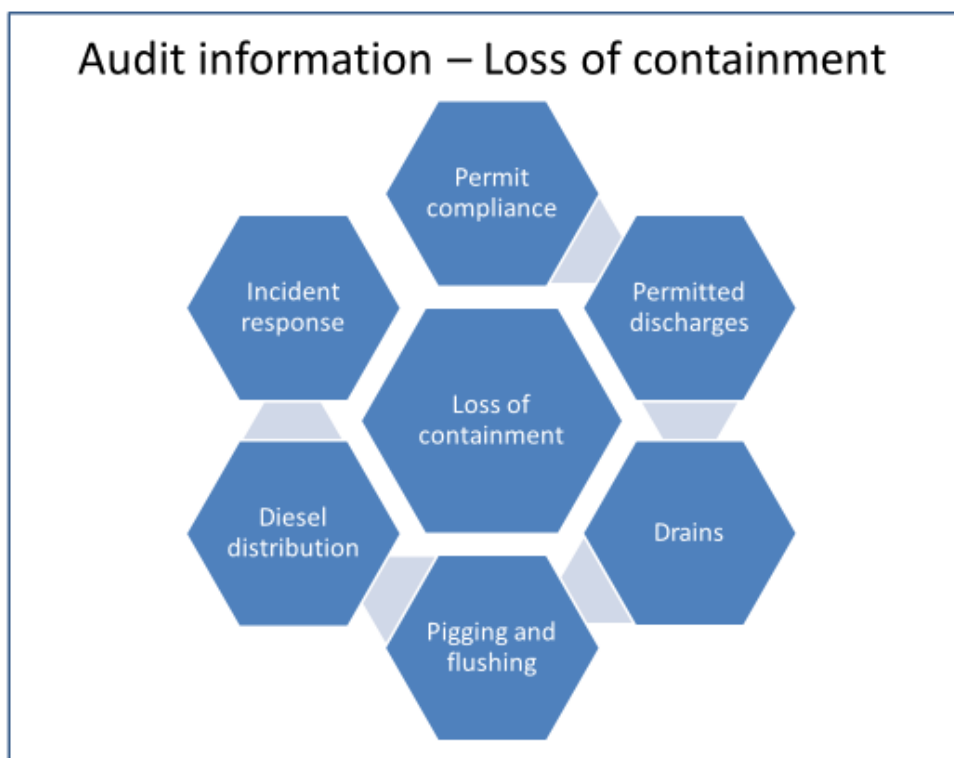 Audit information – Loss of containment
Permit
compliance
Permitted
discharges
Drains
Pigging and
flushing
Diesel
distribution
Incident
response
Loss of
containment